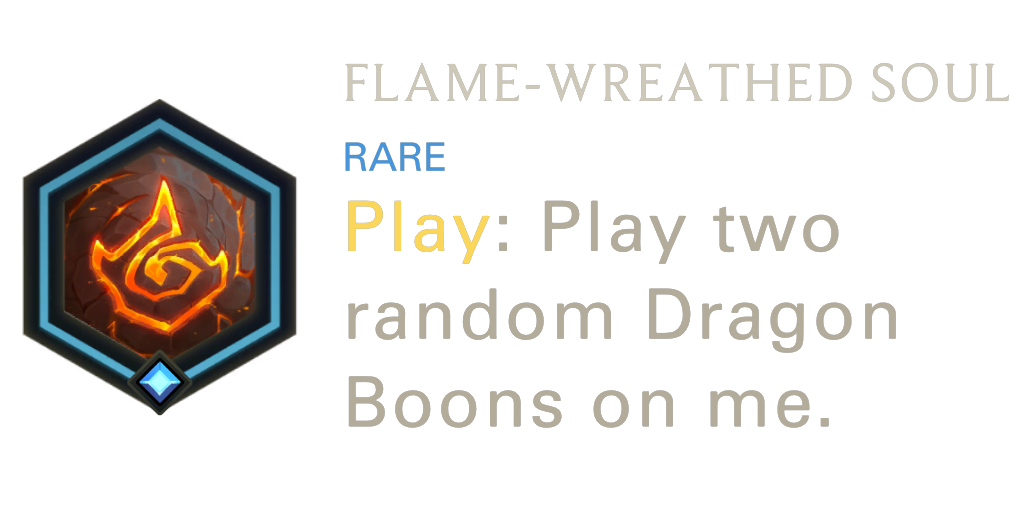 FLAME-WREATHED SOUL
RARE
Play: Play two
random Dragon
Boons on me.